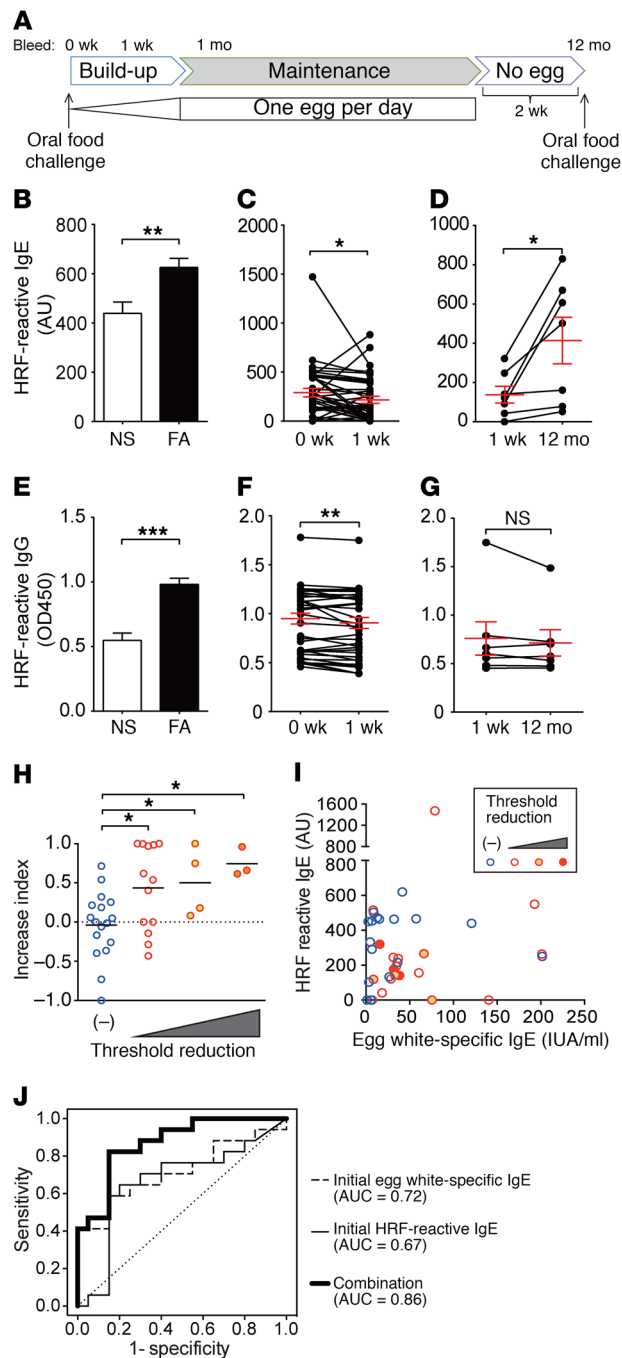 A
Bleed: 0 wk 1 wk 1 mo 12 mo
Build-up Maintenance No egg
One egg per day 2 wk
Oral food challenge
Oral food challenge
B
HRF-reactive IgE
(AU)
800
600
400
200
0
**
NS FA
C
2000
1500
1000
500
0
*
0 wk 1 wk
D
1000
800
600
400
200
0
*
1 wk 12 mo
E
HRF-reactive IgG
(OD450)
1.5
1.0
0.5
0.0
***
NS FA
F
2.0
1.5
1.0
0.5
0
**
0 wk 1 wk
G
2.0
1.5
1.0
0.5
0
NS
1 wk 12 mo
H
Increase index
1.0
0.5
0.0
–0.5
–1.0
*
*
*
(–)
Threshold reduction
I
HRF reactive IgE (AU)
1600
1400
1200
1000
800
800
600
400
200
0
Threshold
reduction
(–)
0 50 100 150 200 250
Egg white-specific IgE (IUA/ml)
J
Sensitivity
1.0
0.8
0.6
0.4
0.2
0.0
0.0 0.2 0.4 0.6 0.8 1.0
1- specificity
Initial egg white-specific IgE
(AUC = 0.72)
Initial HRF-reactive IgE
(AUC = 0.67)
Combination
(AUC = 0.86)